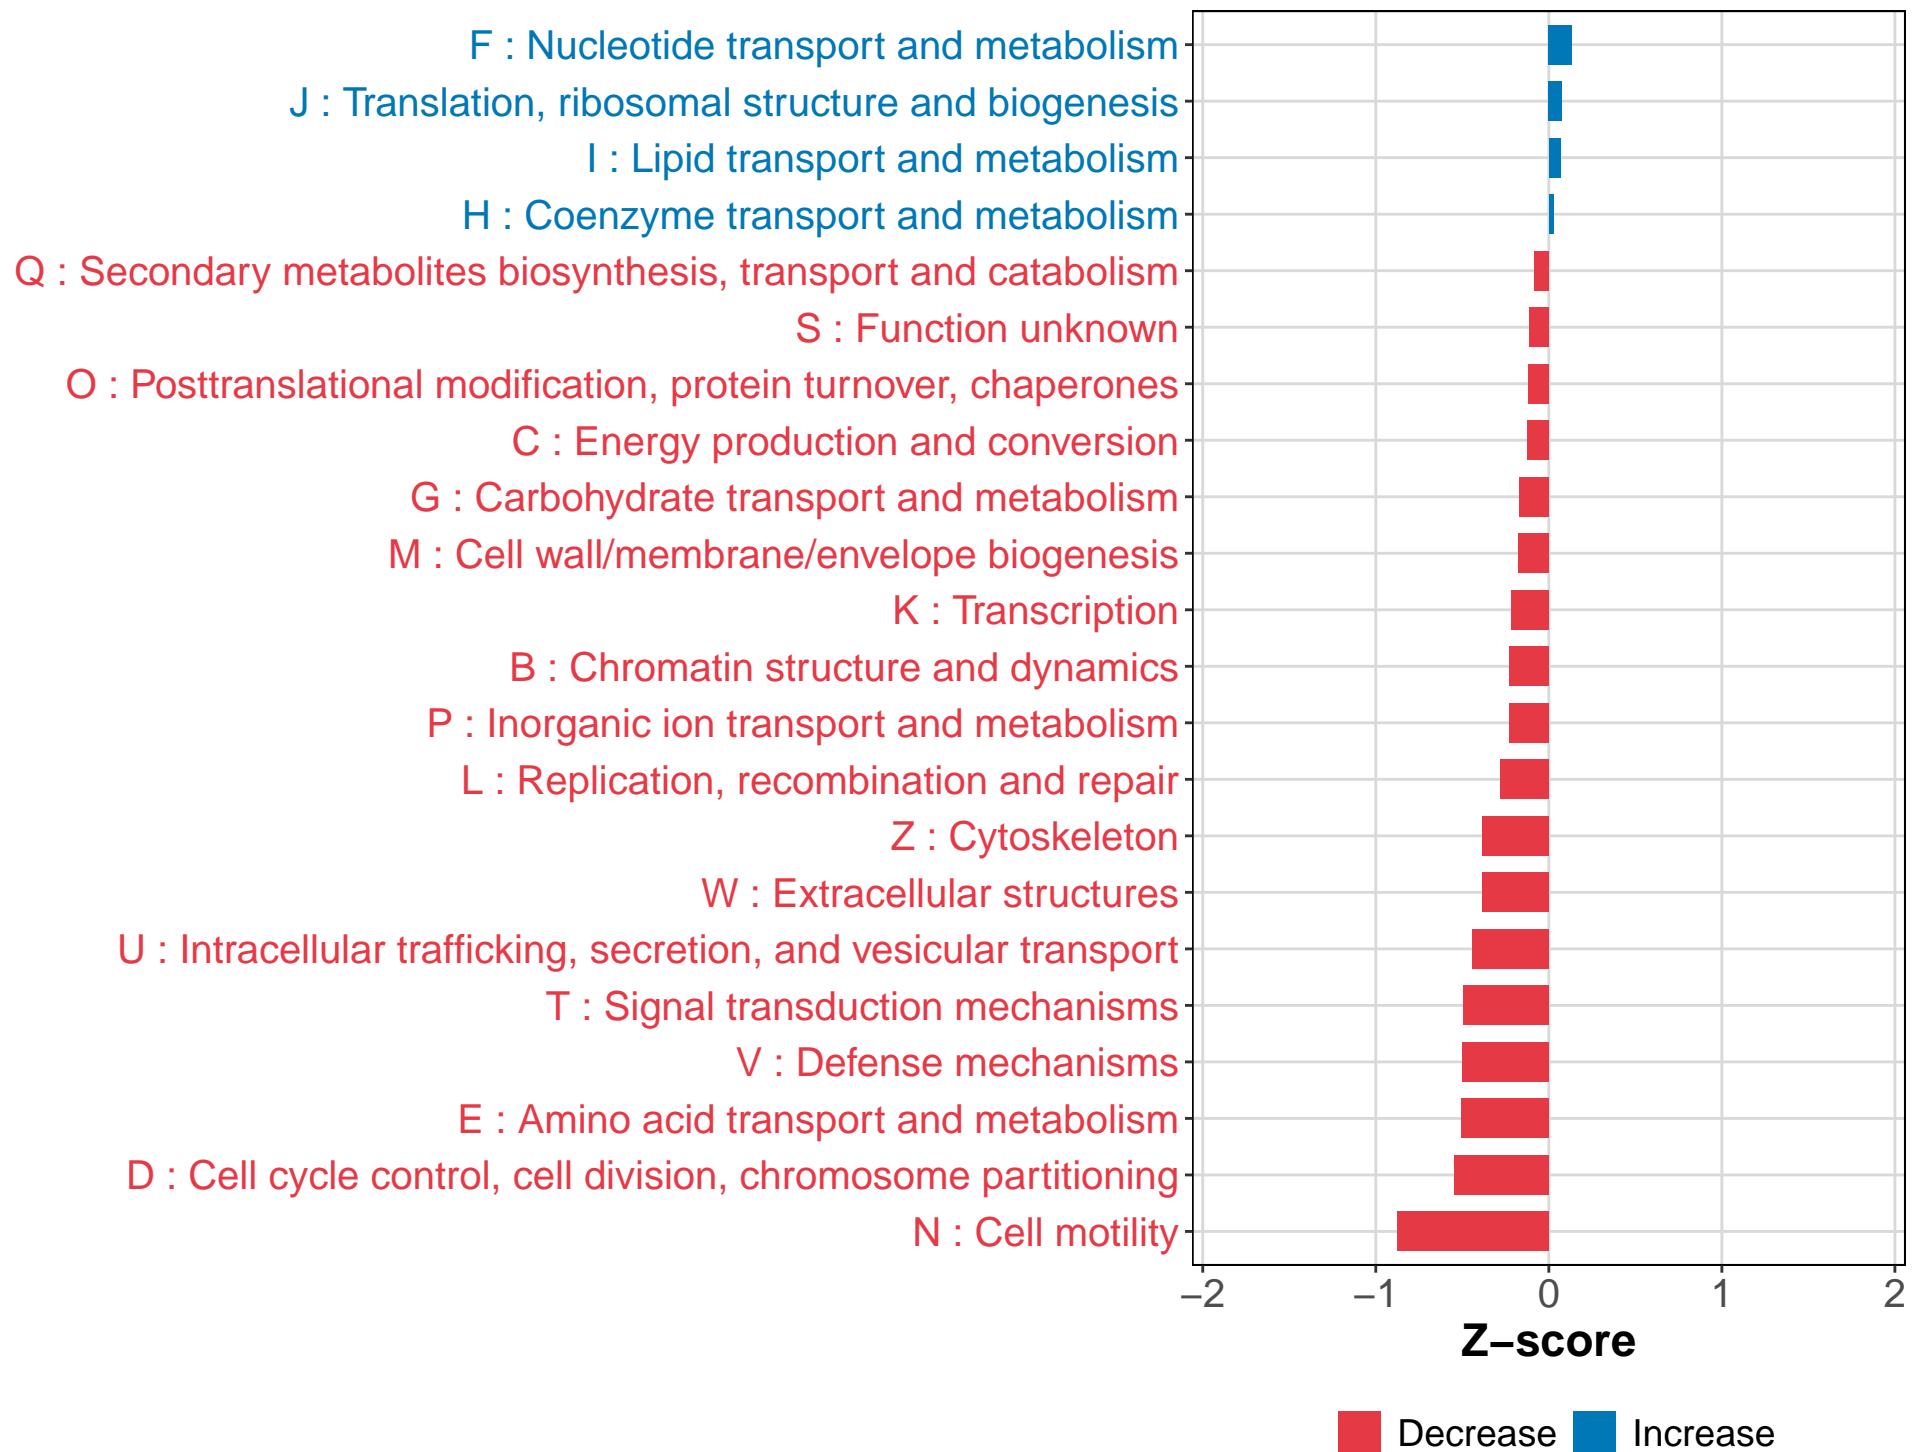 F : Nucleotide transport and metabolism
J : Translation, ribosomal structure and biogenesis
I : Lipid transport and metabolism
H : Coenzyme transport and metabolism
Q : Secondary metabolites biosynthesis, transport and catabolism
S : Function unknown
O : Posttranslational modification, protein turnover, chaperones
C : Energy production and conversion
G : Carbohydrate transport and metabolism
M : Cell wall/membrane/envelope biogenesis
K : Transcription
B : Chromatin structure and dynamics
P : Inorganic ion transport and metabolism
L : Replication, recombination and repair
Z : Cytoskeleton
W : Extracellular structures
U : Intracellular trafficking, secretion, and vesicular transport
T : Signal transduction mechanisms
V : Defense mechanisms
E : Amino acid transport and metabolism
D : Cell cycle control, cell division, chromosome partitioning
N : Cell motility
−2 −1 0 1 2
Z−score
Decrease Increase